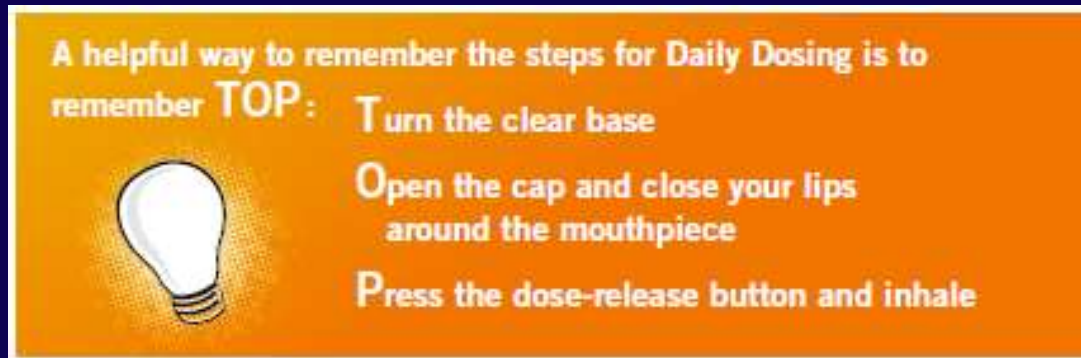 A helpful way to remember the steps for Daily Dosing is to
remember TOP:
Turn the clear base
Open the cap and close your lips
around the mouthpiece
Press the dose-release button and inhale